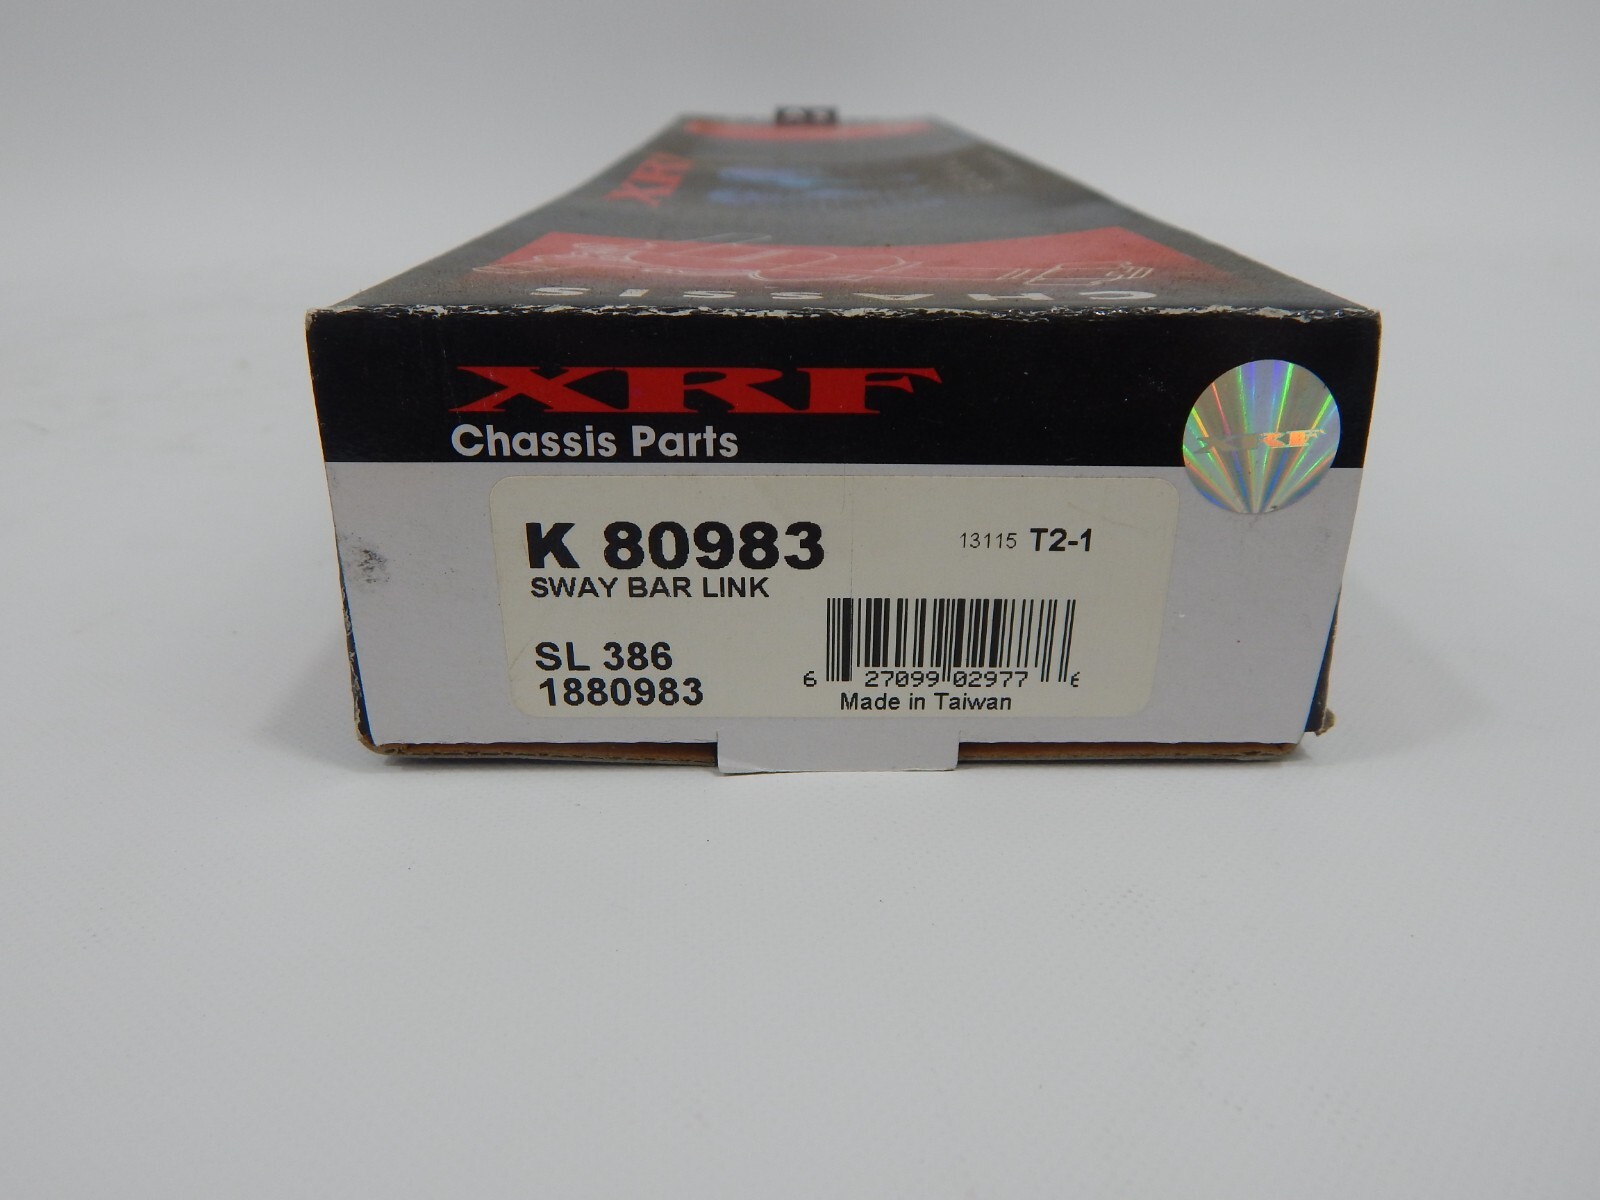 XRF
CHASSIS
XRF
Chassis Parts
XRF
K 80983
13115 T2-1
SWAY BAR LINK
SL 386
1880983
6 27099 02977
Made in Taiwan